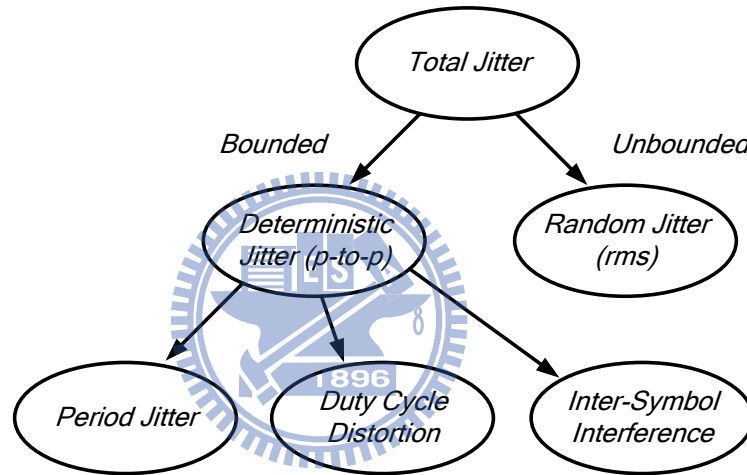 Total Jitter
Bounded
Unbounded
Deterministic
Jitter (p-to-p)
Random Jitter
(rms)
ES
1896
Period Jitter
Duty Cycle
Distortion
Inter-Symbol
Interference